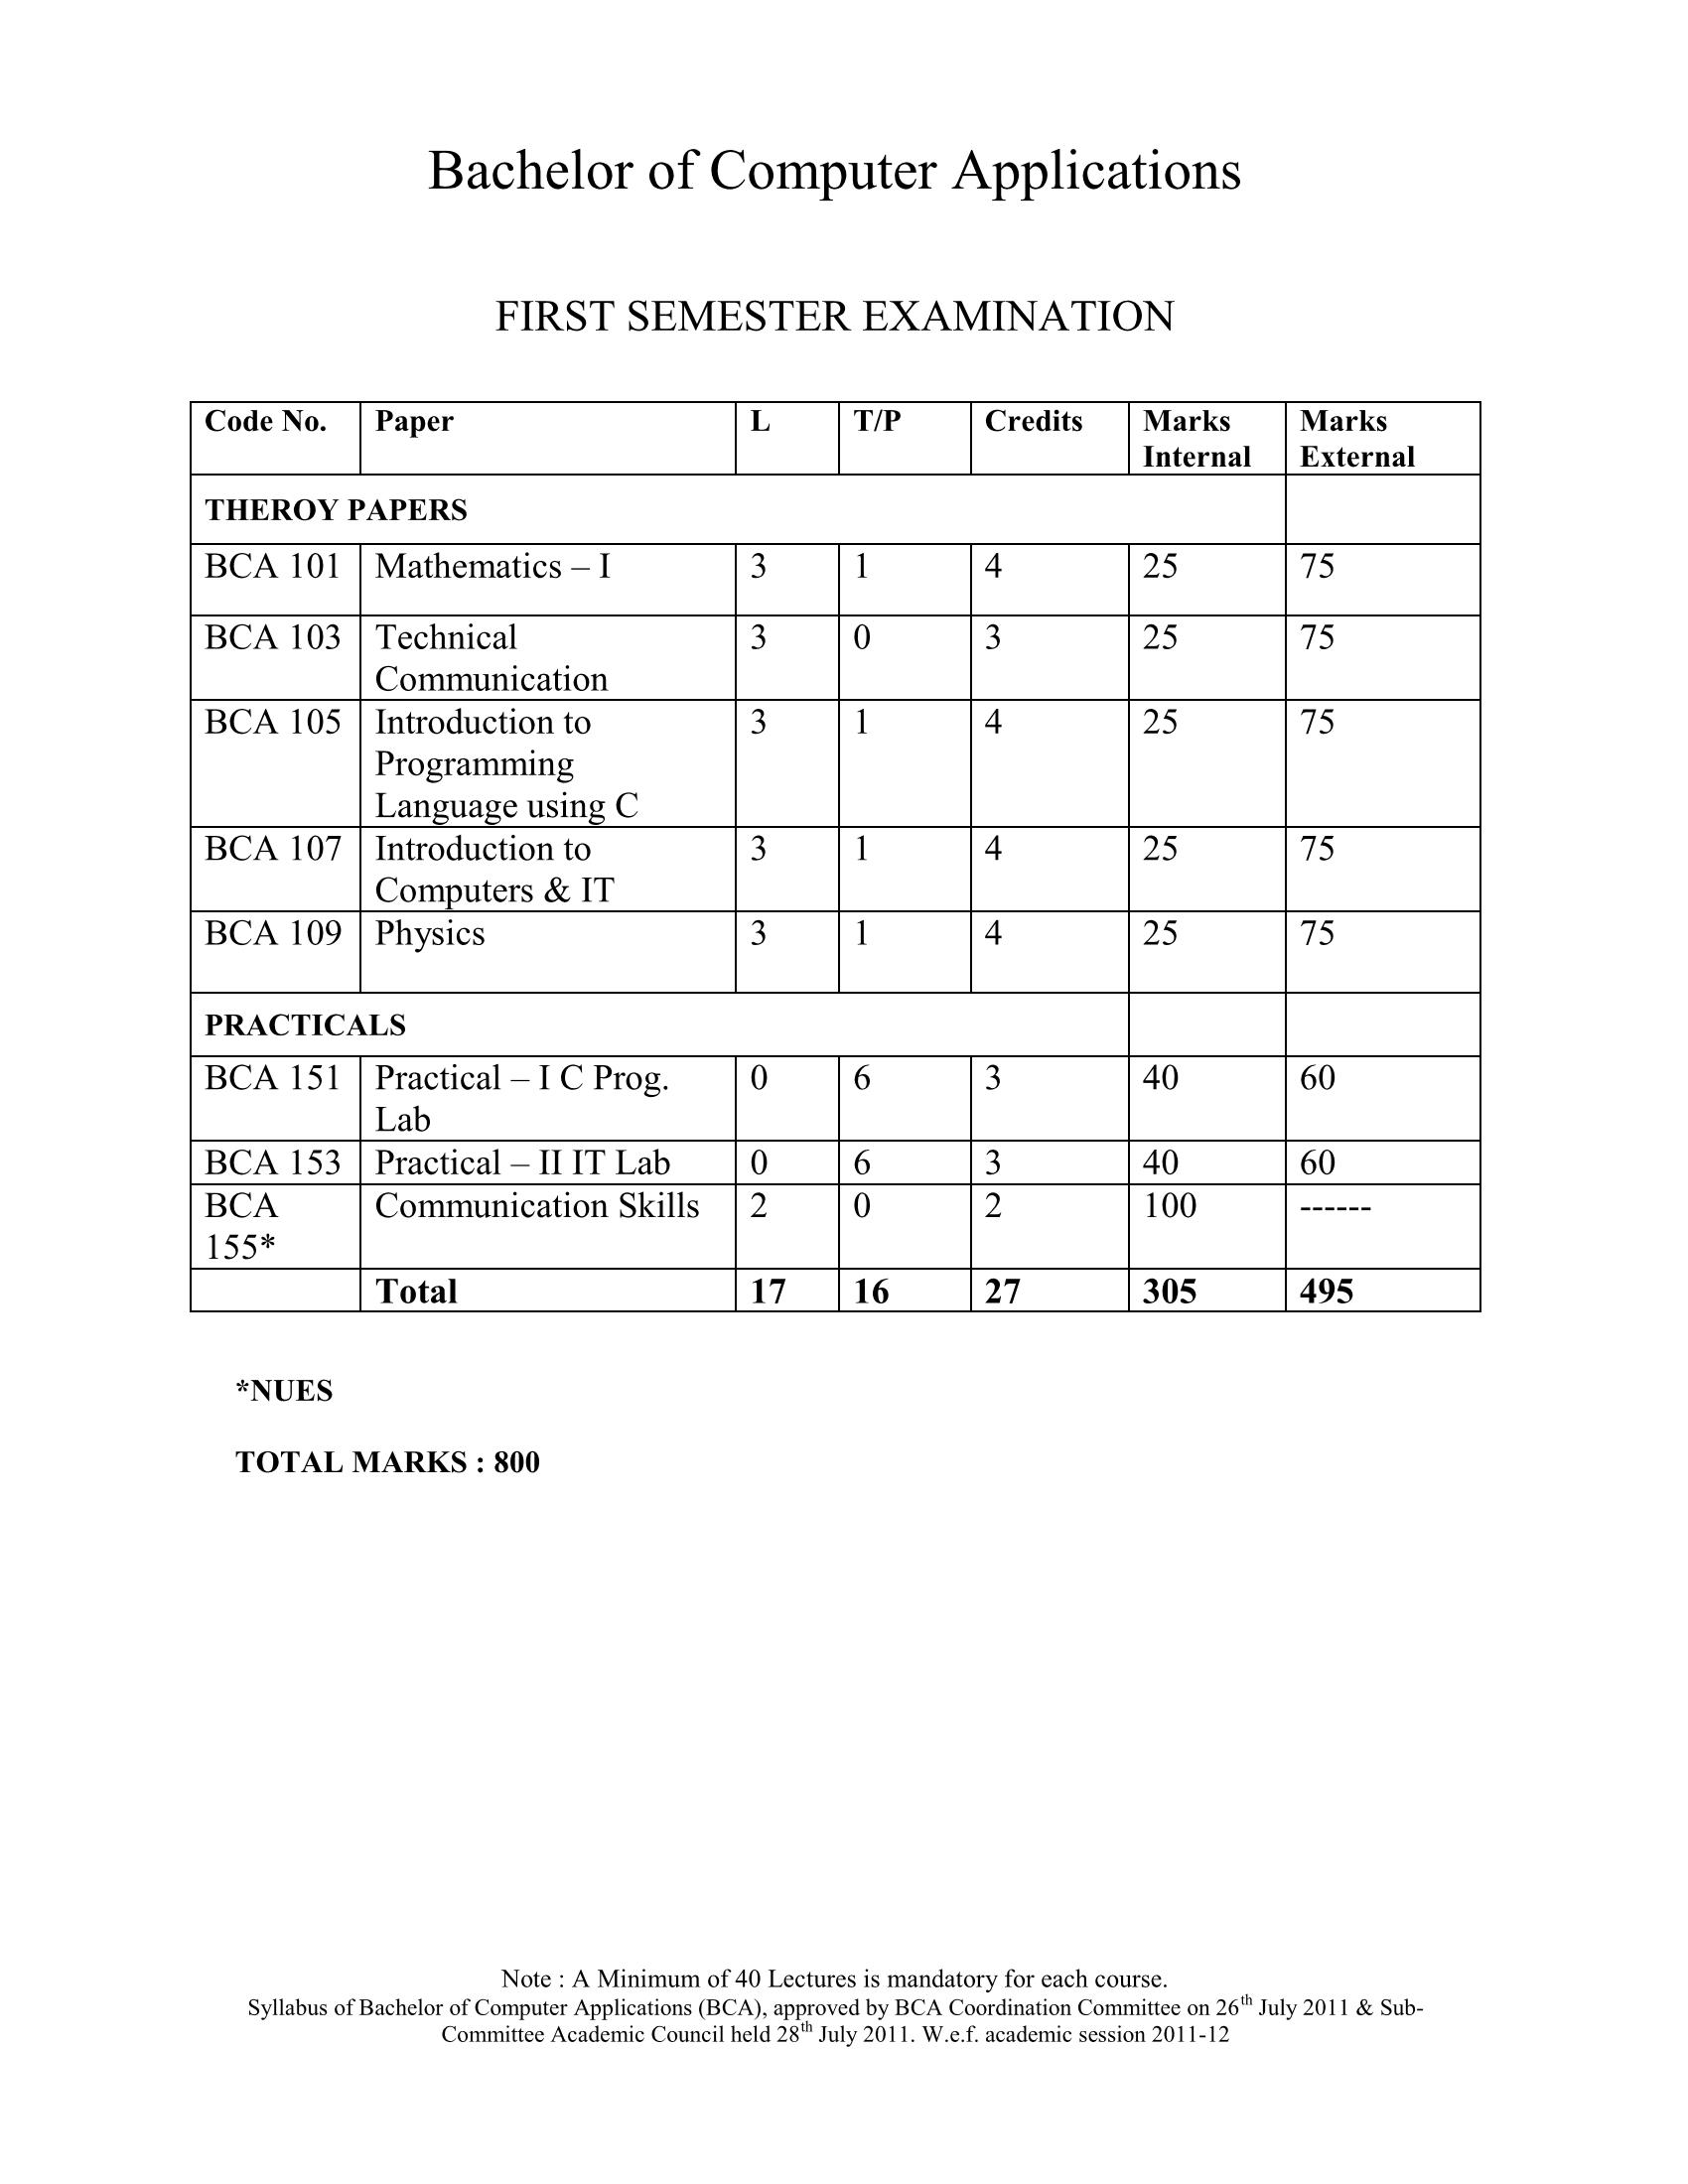 Bachelor of Computer Applications
FIRST SEMESTER EXAMINATION
Code No. Paper L T/P Credits Marks Internal Marks External
THEROY PAPERS
BCA 101 Mathematics – I 3 1 4 25 75
BCA 103 Technical Communication 3 0 3 25 75
BCA 105 Introduction to Programming Language using C 3 1 4 25 75
BCA 107 Introduction to Computers & IT 3 1 4 25 75
BCA 109 Physics 3 1 4 25 75
PRACTICALS
BCA 151 Practical – I C Prog. Lab 0 6 3 40 60
BCA 153 Practical – II IT Lab 0 6 3 40 60
BCA 155* Communication Skills 2 0 2 100 ------
Total 17 16 27 305 495
*NUES
TOTAL MARKS : 800
Note : A Minimum of 40 Lectures is mandatory for each course.
Syllabus of Bachelor of Computer Applications (BCA), approved by BCA Coordination Committee on 26th July 2011 & Sub-
Committee Academic Council held 28th July 2011. W.e.f. academic session 2011-12